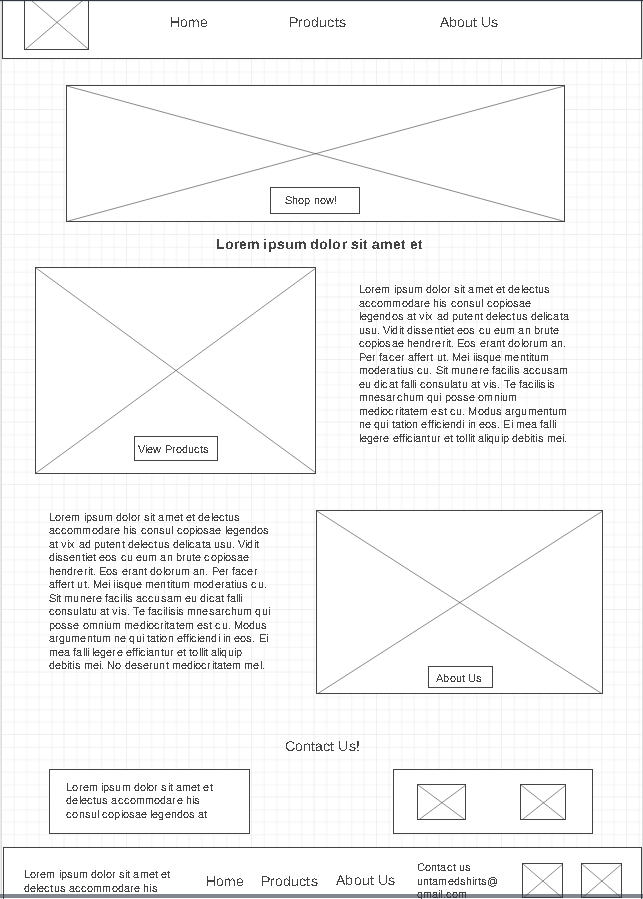 Home Products About Us
Shop now!
Lorem ipsum dolor sit amet et
Lorem ipsum dolor sit amet et delectus
accommodare his consul copiosae
legendos at vix ad putent delectus delicata
usu. Vidit dissentiet eos cu eum an brute
copiosae hendrerit. Eos erant dolorum an.
Per facer affert ut. Mei iisque mentitum
moderatius cu. Sit munere facilis accusam
eu dicat falli consulatu at vis. Te facilisis
mnesarchum qui posse omnium
mediocritatem est cu. Modus argumentum
ne qui tation efficiendi in eos. Ei mea falli
legere efficiantur et tollit aliquip debitis mei.
View Products
Lorem ipsum dolor sit amet et delectus
accommodare his consul copiosae legendos
at vix ad putent delectus delicata usu. Vidit
dissentiet eos cu eum an brute copiosae
hendrerit. Eos erant dolorum an. Per facer
affert ut. Mei iisque mentitum moderatius cu.
Sit munere facilis accusam eu dicat falli
consulatu at vis. Te facilisis mnesarchum qui
posse omnium mediocritatem est cu. Modus
argumentum ne qui tation efficiendi in eos. Ei
mea falli legere efficiantur et tollit aliquip
debitis mei. No deserunt mediocritatem mel.
About Us
Contact Us!
Lorem ipsum dolor sit amet et
delectus accommodare his
consul copiosae legendos at
Lorem ipsum dolor sit amet et
delectus accommodare his
Home Products About Us
Contact us
untamedshirts@
gmail.com